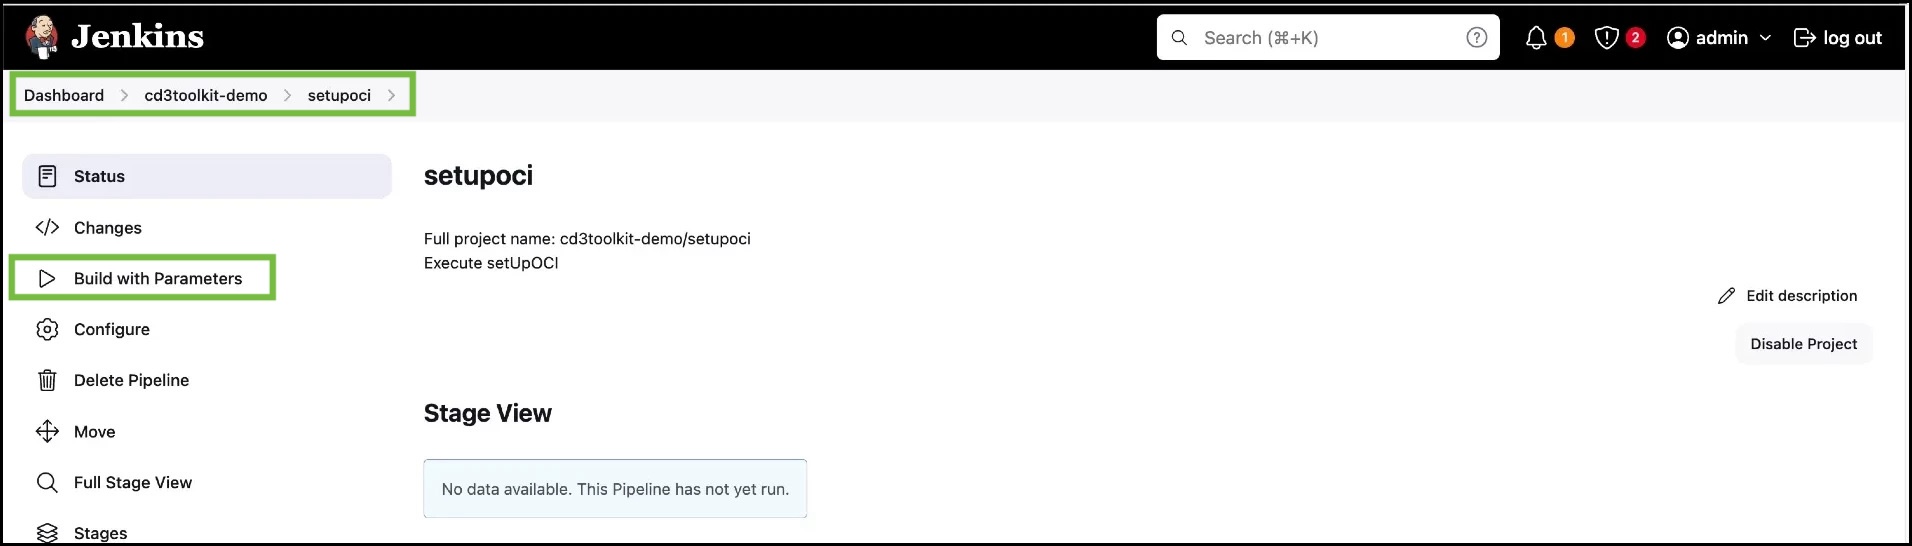 Jenkins
Search (⌘+K)
?
1
2
admin
log out
Dashboard
cd3toolkit-demo
setupoci
Status
Changes
Build with Parameters
Configure
Delete Pipeline
Move
Full Stage View
Stages
setupoci
Full project name: cd3toolkit-demo/setupoci
Execute setUpOCI
Edit description
Disable Project
Stage View
No data available. This Pipeline has not yet run.